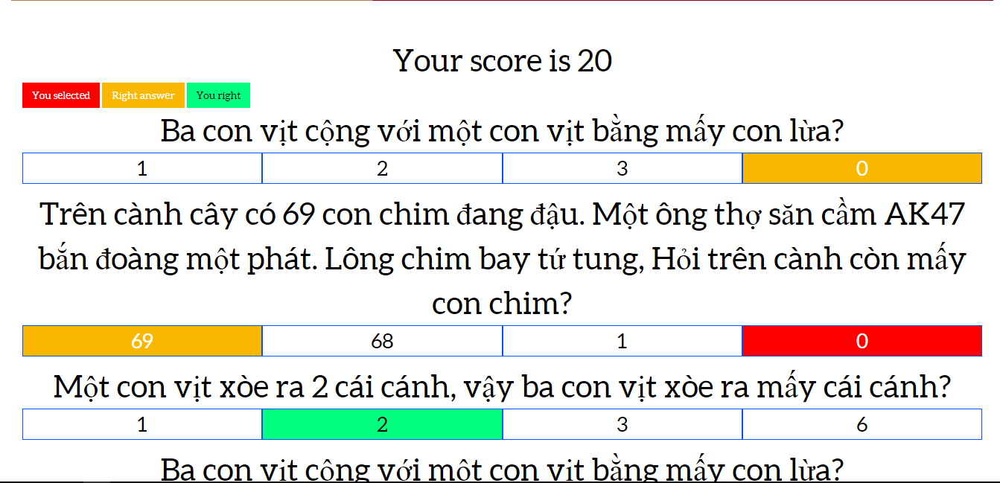 Your score is 20
You selected Right answer You right
Ba con vịt cộng với một con vịt bằng mấy con lừa?
1 2 3 0
Trên cành cây có 69 con chim đang đậu. Một ông thợ săn cầm AK47
bắn đoàng một phát. Lông chim bay tứ tung, Hỏi trên cành còn mấy
con chim?
69 68 1 0
Một con vịt xòe ra 2 cái cánh, vậy ba con vịt xòe ra mấy cái cánh?
1 2 3 6
Ba con vịt cộng với một con vịt bằng mấy con lừa?